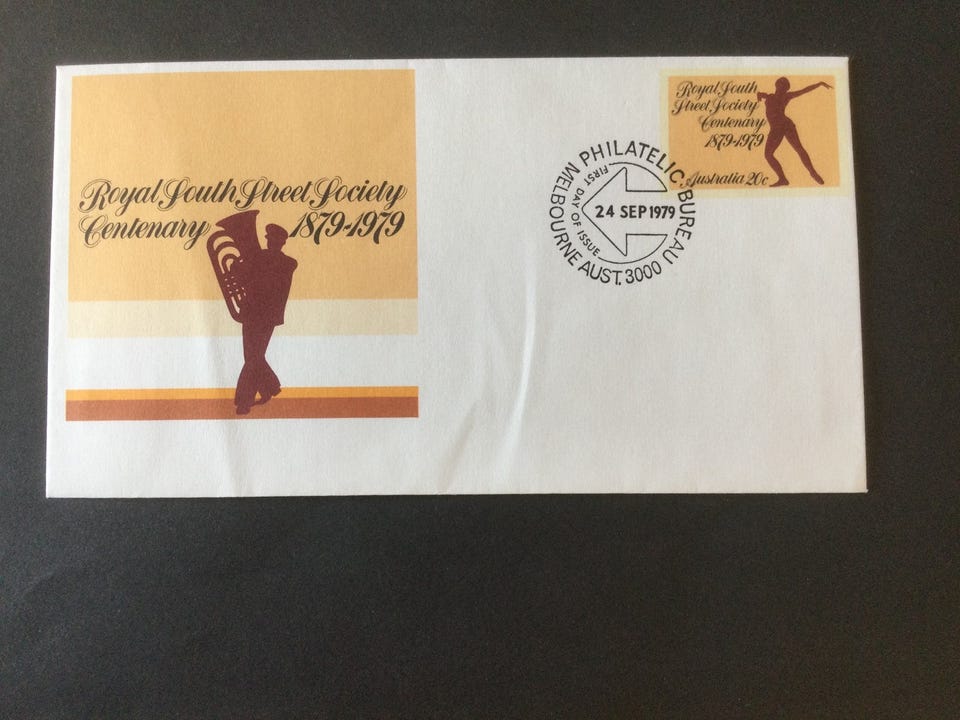 Royal South Street Society
Centenary 1879-1979
Royal South
Street Society
Centenary
1879-1979
Australia 20c
PHILATELIC BUREAU
MELBOURNE AUST. 3000
FIRST DAY OF ISSUE
24 SEP 1979